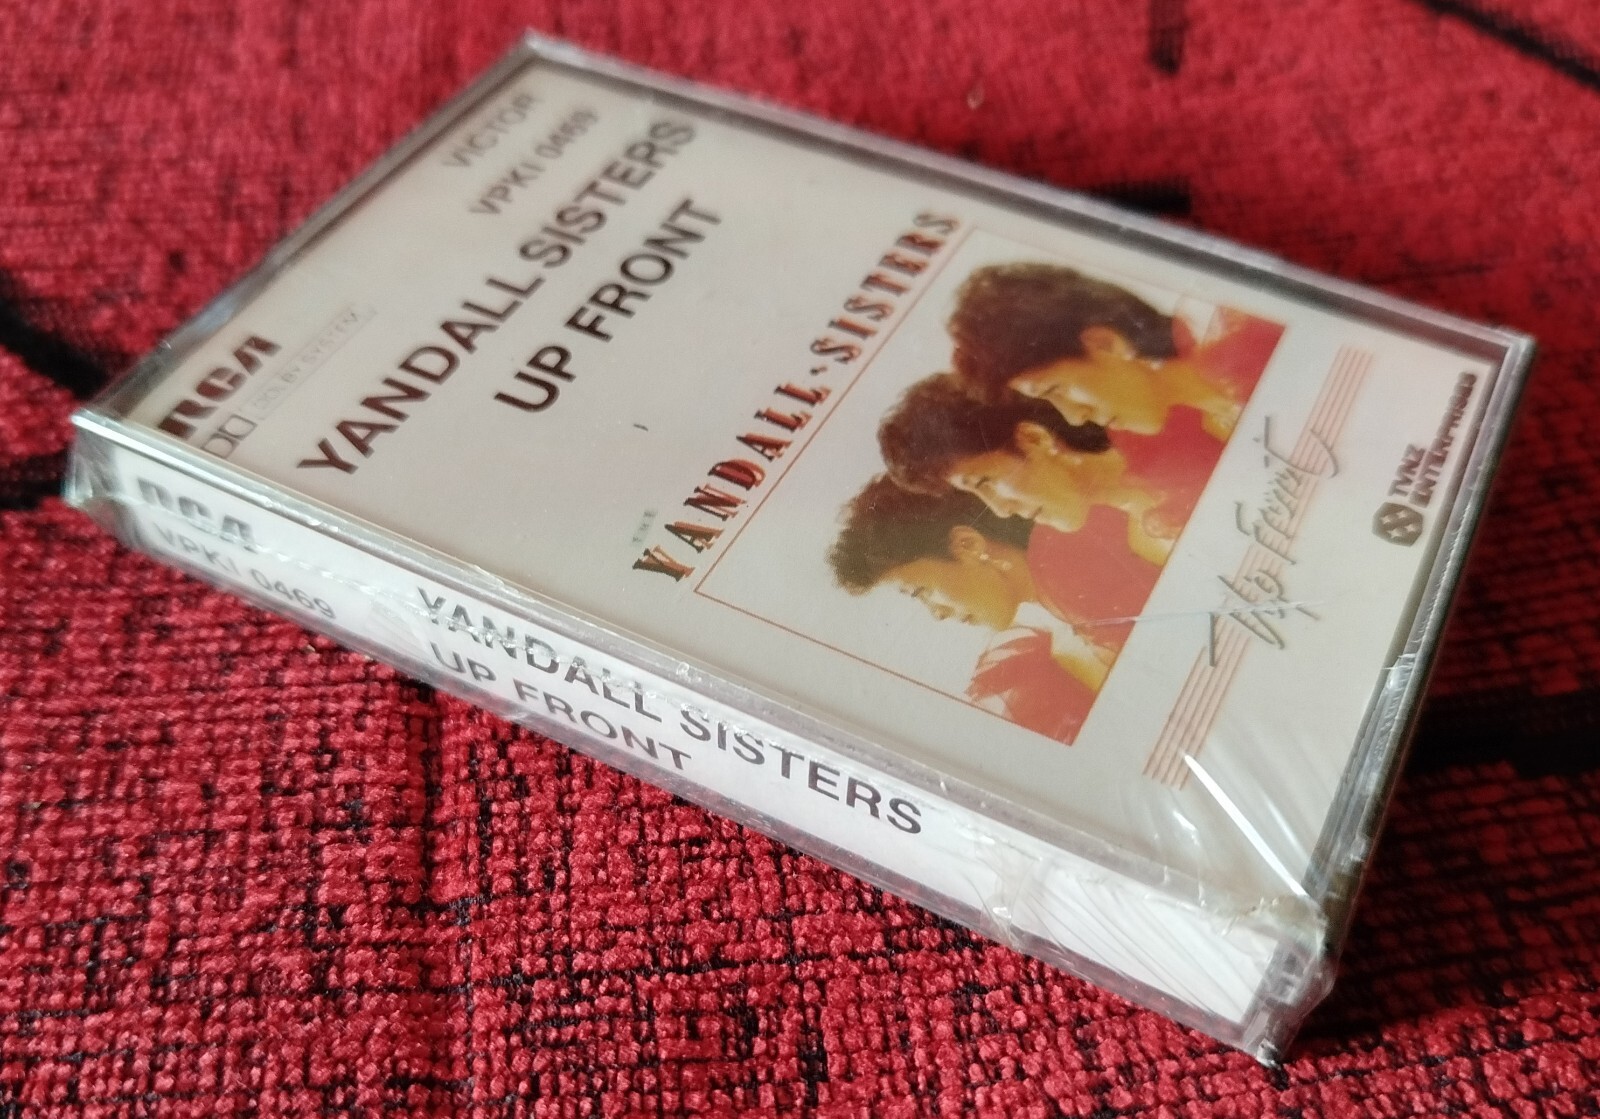 VICTOR
VPKI 0469
RCA
DOLBY SYSTEM
YANDALL SISTERS
UP FRONT
THE
YANDALL·SISTERS
Up Front
TVNZ
ENTERPRISES
RCA
VPKI 0469
YANDALL SISTERS
UP FRONT